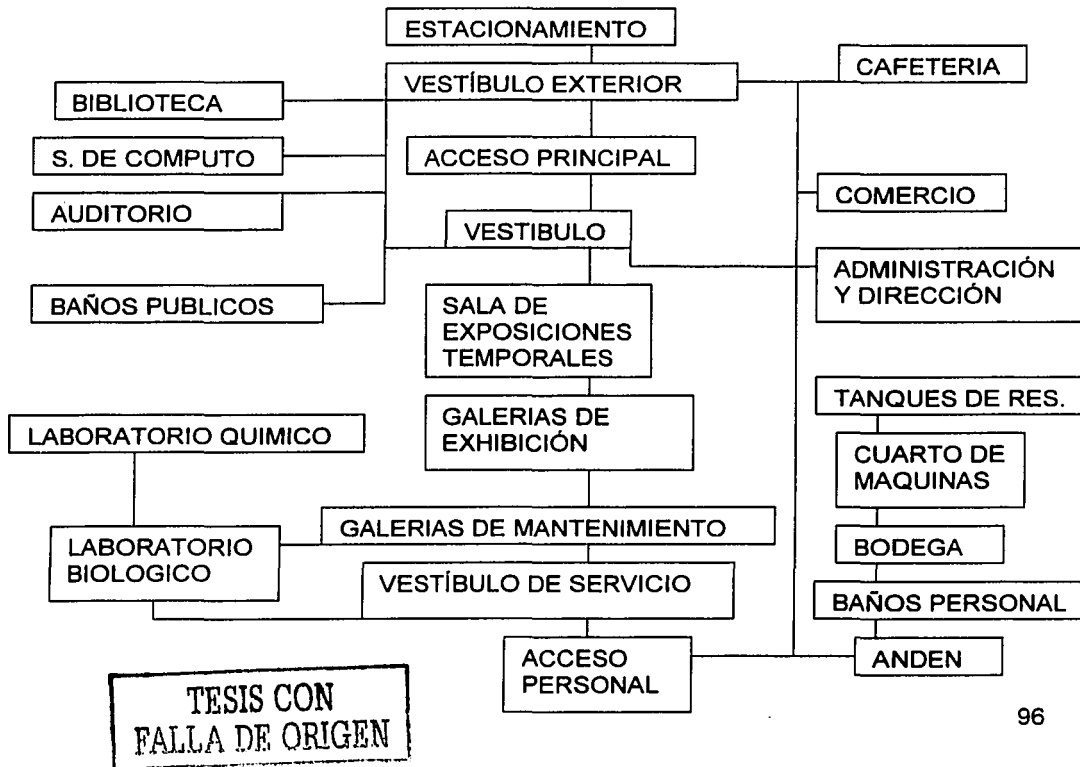 ESTACIONAMIENTO
VESTÍBULO EXTERIOR
CAFETERIA
BIBLIOTECA
S. DE COMPUTO
ACCESO PRINCIPAL
AUDITORIO
COMERCIO
VESTIBULO
ADMINISTRACIÓN
Y DIRECCIÓN
BAÑOS PUBLICOS
SALA DE
EXPOSICIONES
TEMPORALES
TANQUES DE RES.
LABORATORIO QUIMICO
GALERIAS DE
EXHIBICIÓN
CUARTO DE
MAQUINAS
GALERIAS DE MANTENIMIENTO
LABORATORIO
BIOLOGICO
BODEGA
VESTÍBULO DE SERVICIO
BAÑOS PERSONAL
ACCESO
PERSONAL
ANDEN
TESIS CON
FALLA DE ORIGEN
96